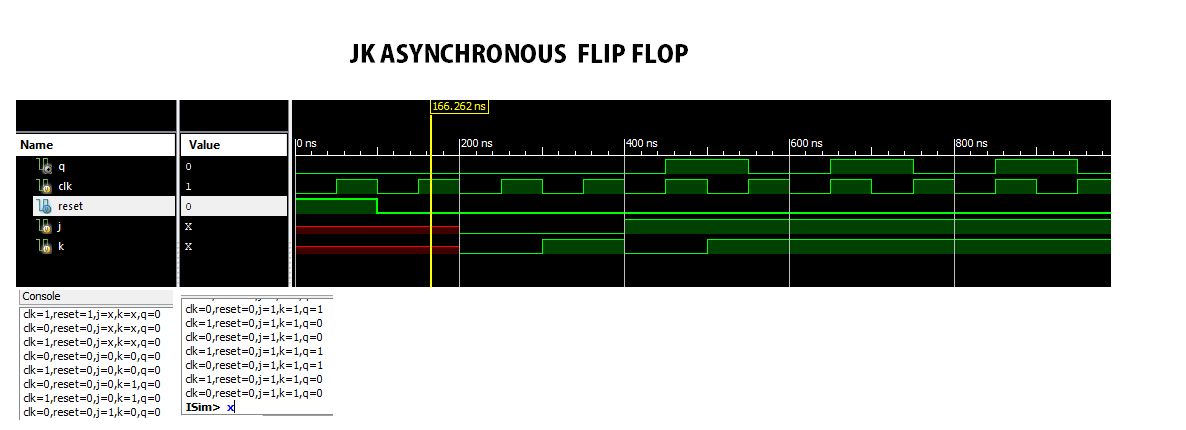 JK ASYNCHRONOUS FLIP FLOP
166.262 ns
Name Value
0 ns 200 ns 400 ns 600 ns 800 ns
q 0
clk 1
reset 0
j X
k X
Console
clk=1,reset=1,j=x,k=x,q=0
clk=0,reset=0,j=x,k=x,q=0
clk=1,reset=0,j=x,k=x,q=0
clk=0,reset=0,j=0,k=0,q=0
clk=1,reset=0,j=0,k=0,q=0
clk=0,reset=0,j=0,k=1,q=0
clk=1,reset=0,j=0,k=1,q=0
clk=0,reset=0,j=1,k=0,q=0
clk=0,reset=0,j=1,k=1,q=1
clk=1,reset=0,j=1,k=1,q=0
clk=0,reset=0,j=1,k=1,q=0
clk=1,reset=0,j=1,k=1,q=1
clk=0,reset=0,j=1,k=1,q=1
clk=1,reset=0,j=1,k=1,q=0
clk=0,reset=0,j=1,k=1,q=0
ISim> x